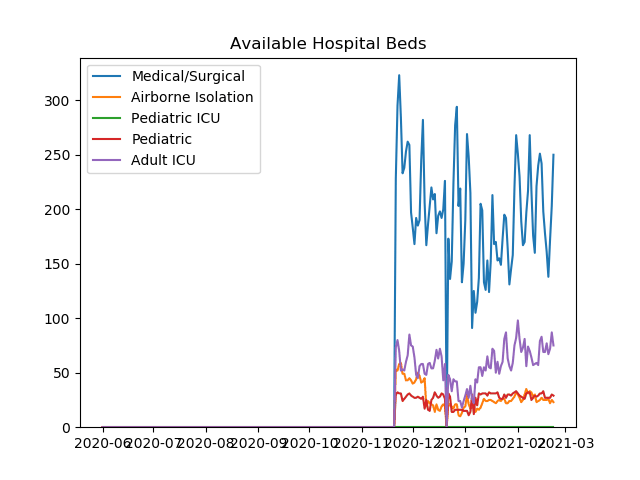 Available Hospital Beds
Medical/Surgical
Airborne Isolation
Pediatric ICU
Pediatric
Adult ICU
300
250
200
150
100
50
0
2020-06 2020-07 2020-08 2020-09 2020-10 2020-11 2020-12 2021-01 2021-02 2021-03